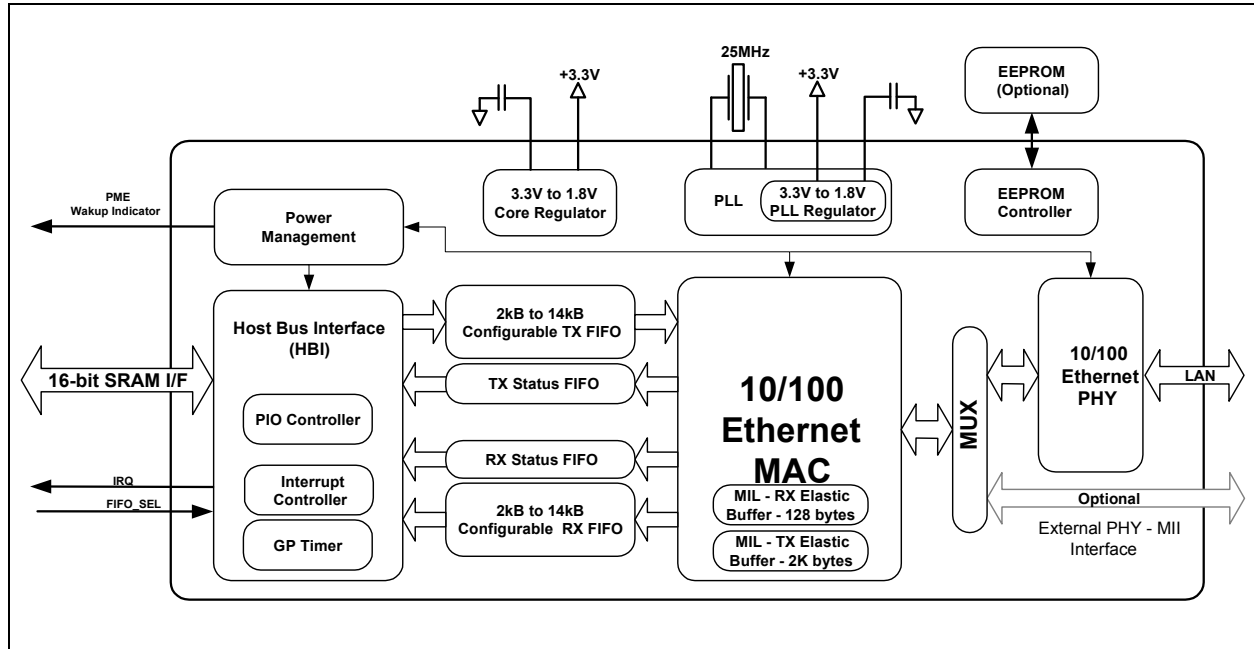 25MHz
+3.3V
+3.3V
EEPROM
(Optional)
PME
Wakup Indicator
Power
Management
3.3V to 1.8V
Core Regulator
PLL
3.3V to 1.8V
PLL Regulator
EEPROM
Controller
Host Bus Interface
(HBI)
2kB to 14kB
Configurable TX FIFO
16-bit SRAM I/F
TX Status FIFO
PIO Controller
RX Status FIFO
IRQ
FIFO_SEL
Interrupt
Controller
2kB to 14kB
Configurable RX FIFO
GP Timer
10/100
Ethernet
MAC
MIL - RX Elastic
Buffer - 128 bytes
MIL - TX Elastic
Buffer - 2K bytes
MUX
10/100
Ethernet
PHY
LAN
Optional
External PHY - MII
Interface